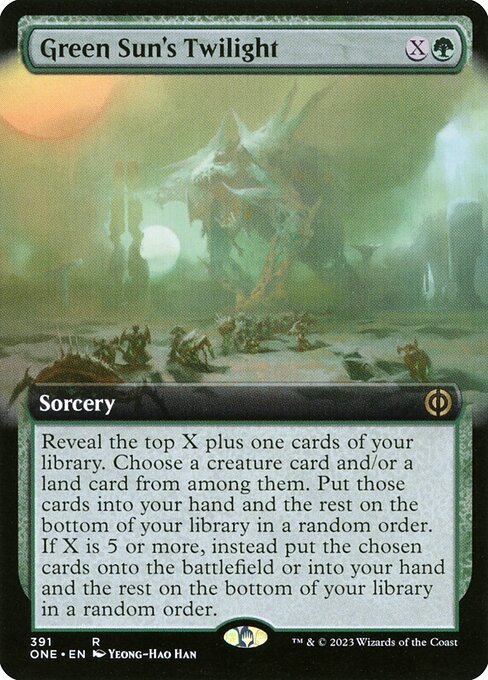 Green Sun's Twilight X
Sorcery
Reveal the top X plus one cards of your
library. Choose a creature card and/or a
land card from among them. Put those
cards into your hand and the rest on the
bottom of your library in a random order.
If X is 5 or more, instead put the chosen
cards onto the battlefield or into your hand
and the rest on the bottom of your library
in a random order.
391 R
ONE • EN Yeong-Hao Han ™ & © 2023 Wizards of the Coast